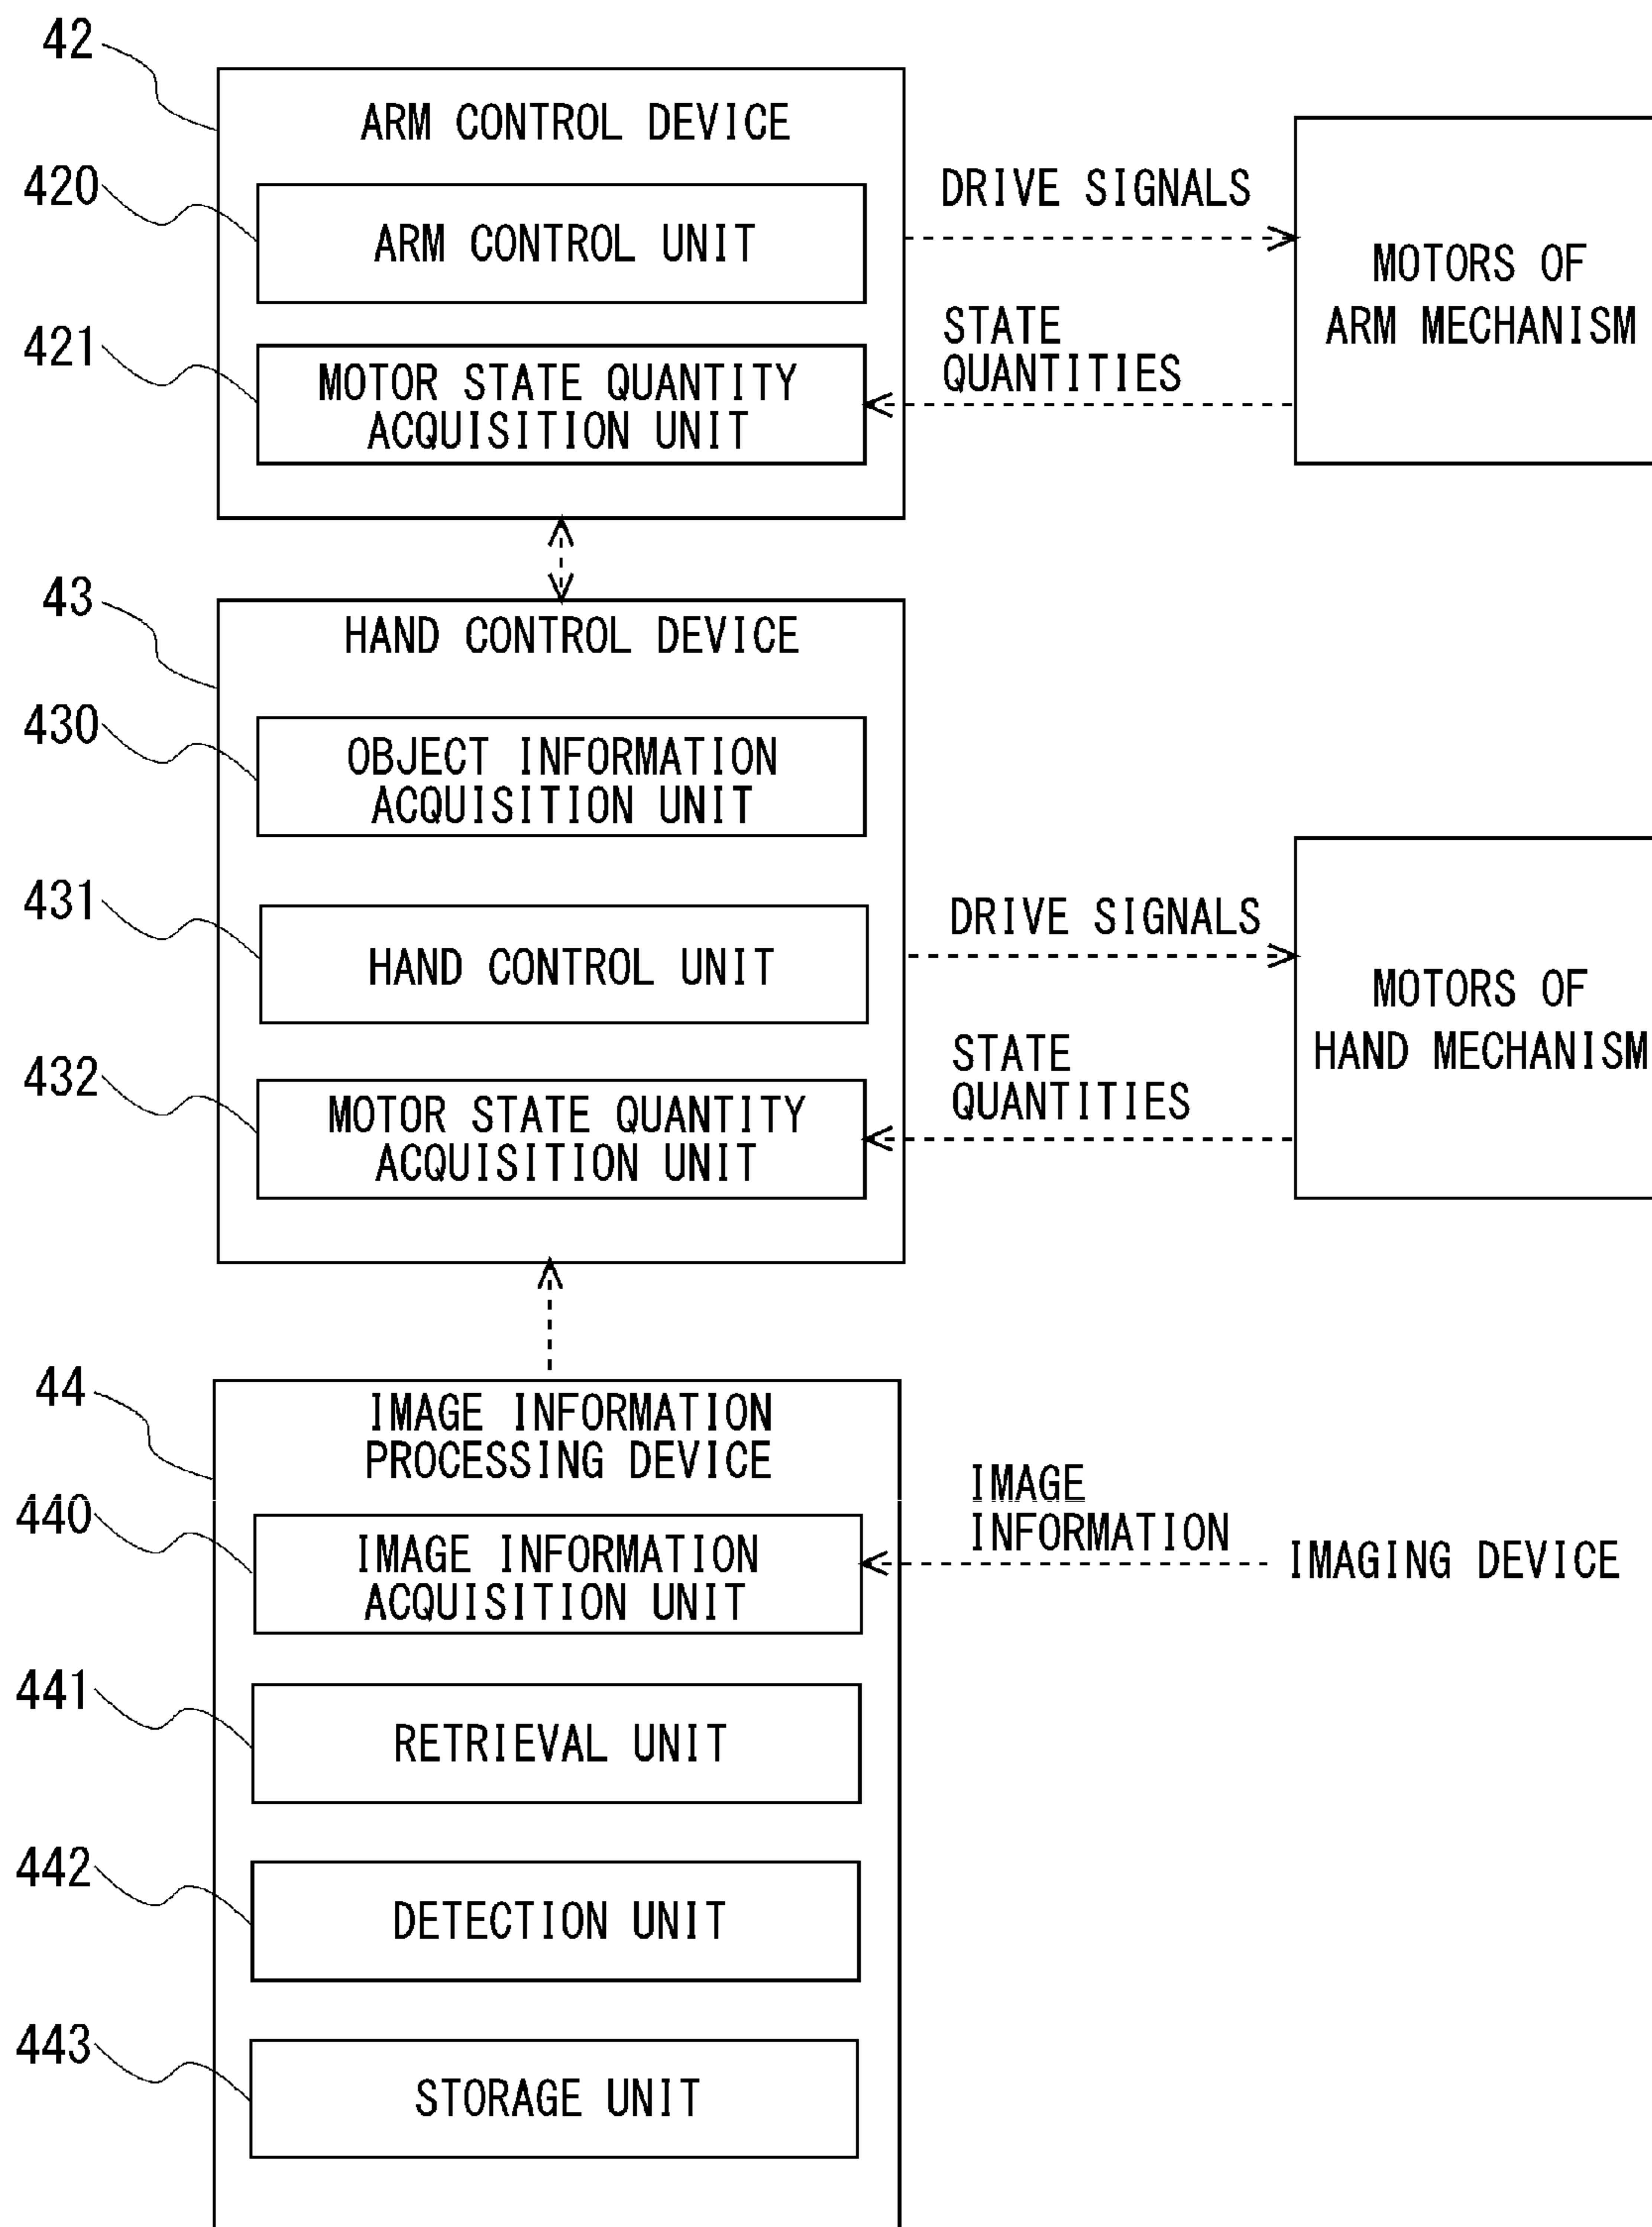 42
ARM CONTROL DEVICE
420
ARM CONTROL UNIT
DRIVE SIGNALS
MOTORS OF
ARM MECHANISM
421
MOTOR STATE QUANTITY
ACQUISITION UNIT
STATE
QUANTITIES
43
HAND CONTROL DEVICE
430
OBJECT INFORMATION
ACQUISITION UNIT
431
HAND CONTROL UNIT
DRIVE SIGNALS
MOTORS OF
HAND MECHANISM
432
MOTOR STATE QUANTITY
ACQUISITION UNIT
STATE
QUANTITIES
44
IMAGE INFORMATION
PROCESSING DEVICE
440
IMAGE INFORMATION
ACQUISITION UNIT
IMAGE
INFORMATION
IMAGING DEVICE
441
RETRIEVAL UNIT
442
DETECTION UNIT
443
STORAGE UNIT